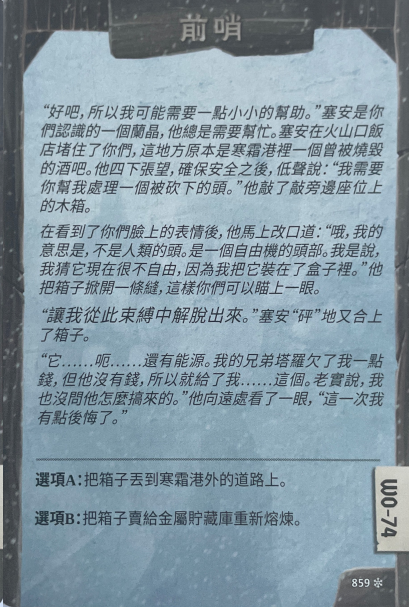 前哨
“好吧，所以我可能需要一點小小的幫助。”塞安是你
們認識的一個蘭晶，他總是需要幫忙。塞安在火山口飯
店堵住了你們，這地方原本是寒霜港裡一個曾被燒毀
的酒吧。他四下張望，確保安全之後，低聲說：“我需要
你幫我處理一個被砍下的頭。”他敲了敲旁邊座位上
的木箱。
在看到了你們臉上的表情後，他馬上改口道：“哦，我的
意思是，不是人類的頭。是一個自由機的頭部。我是說，
我猜它現在很不自由，因為我把它裝在了盒子裡。”他
把箱子掀開一條縫，這樣你們可以瞄上一眼。
“讓我從此束縛中解脫出來。”塞安“砰”地又合上
了箱子。
“它……呃……還有能源。我的兄弟塔羅欠了我一點
錢，但他沒有錢，所以就給了我……這個。老實說，我
也沒問他怎麼搞來的。”他向遠處看了一眼，“這一次我
有點後悔了。”
選項A：把箱子丟到寒霜港外的道路上。
選項B：把箱子賣給金屬貯藏庫重新熔煉。
WO-74
859